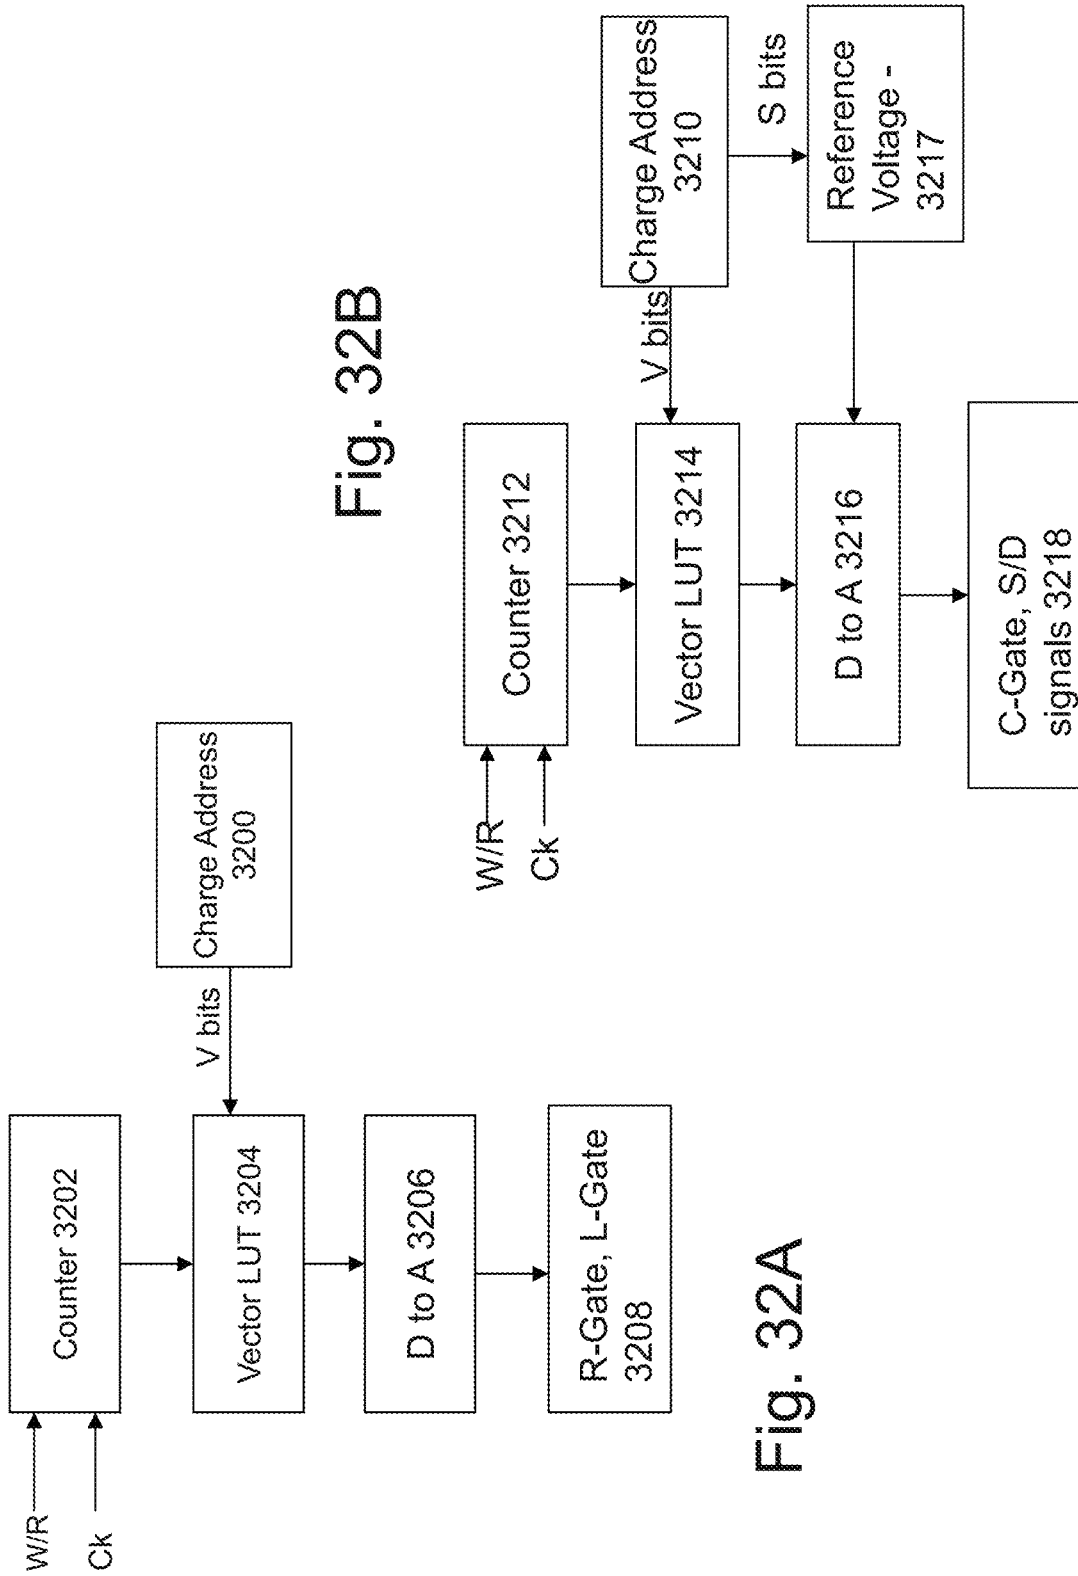 W/R
Ck
Counter 3202
Vector LUT 3204
V bits
Charge Address
3200
D to A 3206
R-Gate, L-Gate
3208
Fig. 32A
W/R
Ck
Counter 3212
Vector LUT 3214
V bits
Charge Address
3210
S bits
Reference
Voltage -
3217
D to A 3216
C-Gate, S/D
signals 3218
Fig. 32B